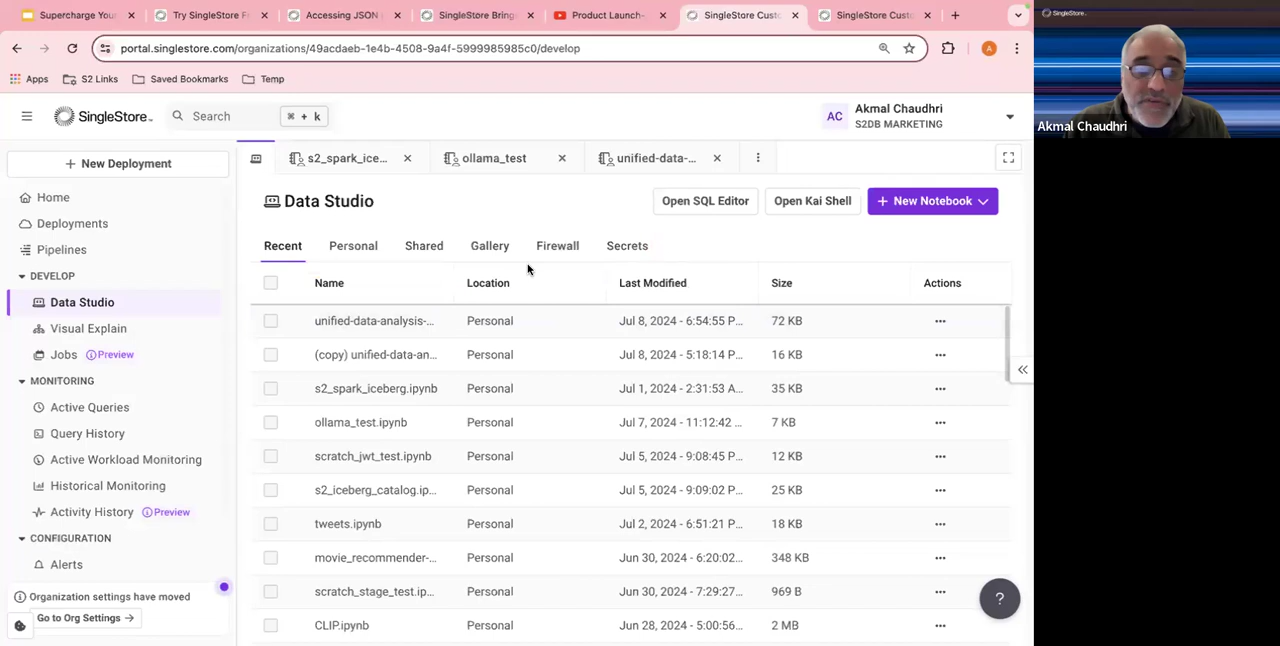 Supercharge Your
Try SingleStore F
Accessing JSON
SingleStore Bring
Product Launch-
SingleStore Custo
SingleStore Custo
portal.singlestore.com/organizations/49acdaeb-1e4b-4508-9a4f-5999985985c0/develop
A
Apps
S2 Links
Saved Bookmarks
Temp
SingleStore
Search
⌘ + k
AC
Akmal Chaudhri
S2DB MARKETING
+ New Deployment
Home
Deployments
Pipelines
DEVELOP
Data Studio
Visual Explain
Jobs Preview
MONITORING
Active Queries
Query History
Active Workload Monitoring
Historical Monitoring
Activity History Preview
CONFIGURATION
Alerts
Organization settings have moved
Go to Org Settings →
s2_spark_ice...
ollama_test
unified-data-...
Data Studio
Open SQL Editor
Open Kai Shell
+ New Notebook
Recent Personal Shared Gallery Firewall Secrets
Name Location Last Modified Size Actions
unified-data-analysis-... Personal Jul 8, 2024 - 6:54:55 P... 72 KB
(copy) unified-data-an... Personal Jul 8, 2024 - 5:18:14 P... 16 KB
s2_spark_iceberg.ipynb Personal Jul 1, 2024 - 2:31:53 A... 35 KB
ollama_test.ipynb Personal Jul 7, 2024 - 11:12:42 ... 7 KB
scratch_jwt_test.ipynb Personal Jul 5, 2024 - 9:08:45 P... 12 KB
s2_iceberg_catalog.ip... Personal Jul 5, 2024 - 9:09:02 P... 25 KB
tweets.ipynb Personal Jul 2, 2024 - 6:51:21 P... 18 KB
movie_recommender-... Personal Jun 30, 2024 - 6:20:02... 348 KB
scratch_stage_test.ip... Personal Jun 30, 2024 - 7:29:27... 969 B
CLIP.ipynb Personal Jun 28, 2024 - 5:00:56... 2 MB
?
SingleStore
Akmal Chaudhri